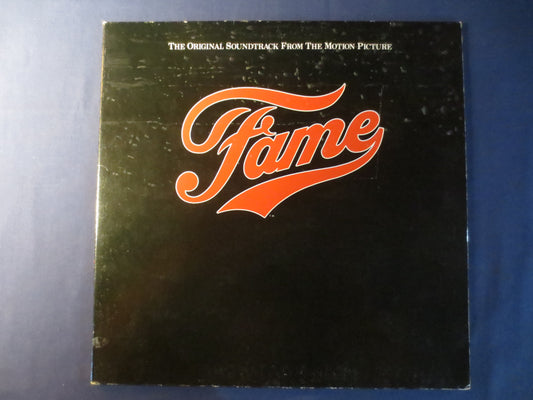 THE ORIGINAL SOUNDTRACK FROM THE MOTION PICTURE
Fame